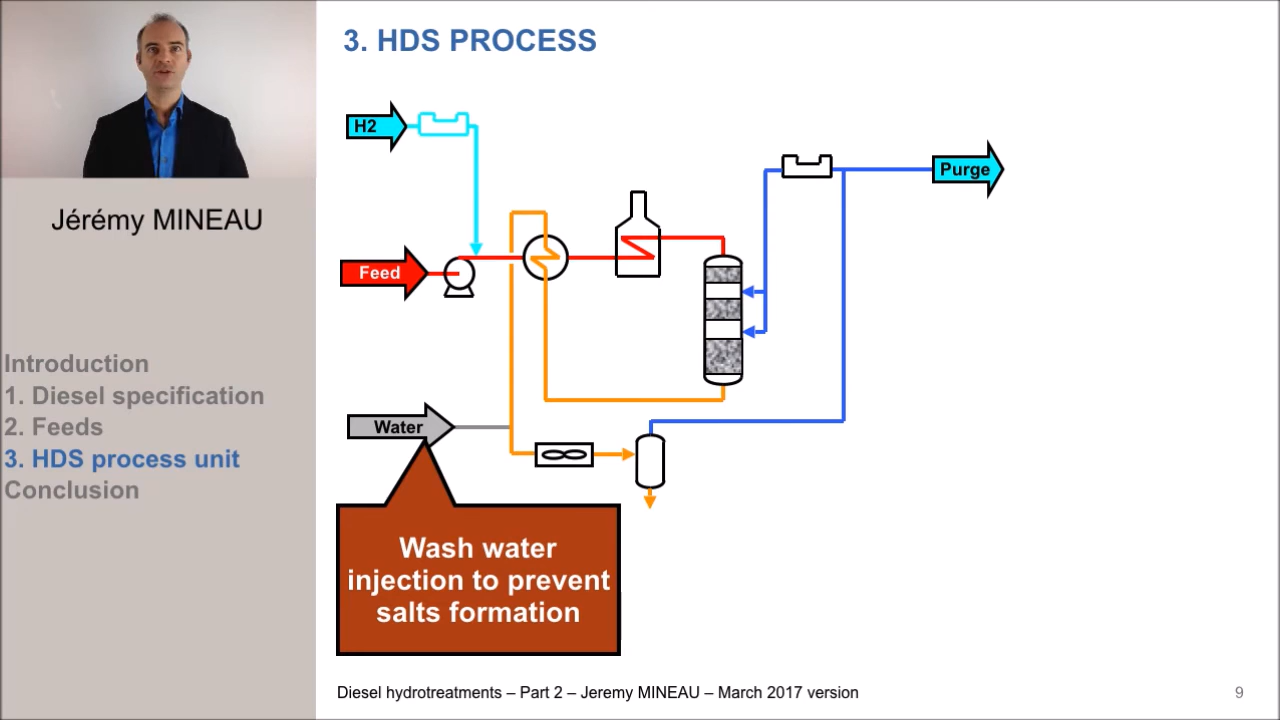 Jérémy MINEAU
Introduction
1. Diesel specification
2. Feeds
3. HDS process unit
Conclusion
3. HDS PROCESS
H2
Purge
Feed
Water
Wash water
injection to prevent
salts formation
Diesel hydrotreatments – Part 2 – Jeremy MINEAU – March 2017 version
9